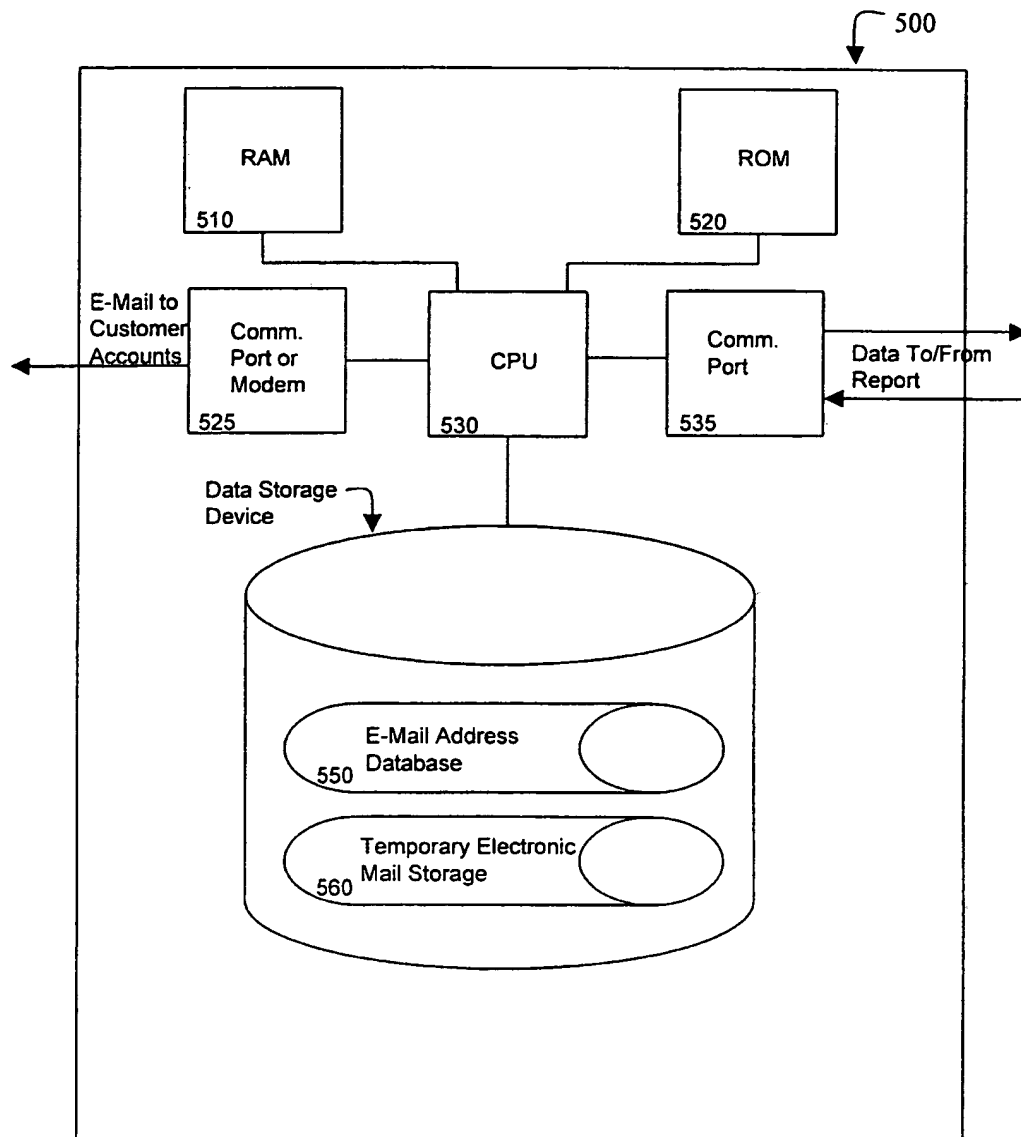 500
RAM
510
ROM
520
E-Mail to
Customer
Accounts
Comm.
Port or
Modem
525
CPU
530
Comm.
Port
535
Data To/From
Report
Data Storage
Device
E-Mail Address
Database
550
Temporary Electronic
Mail Storage
560